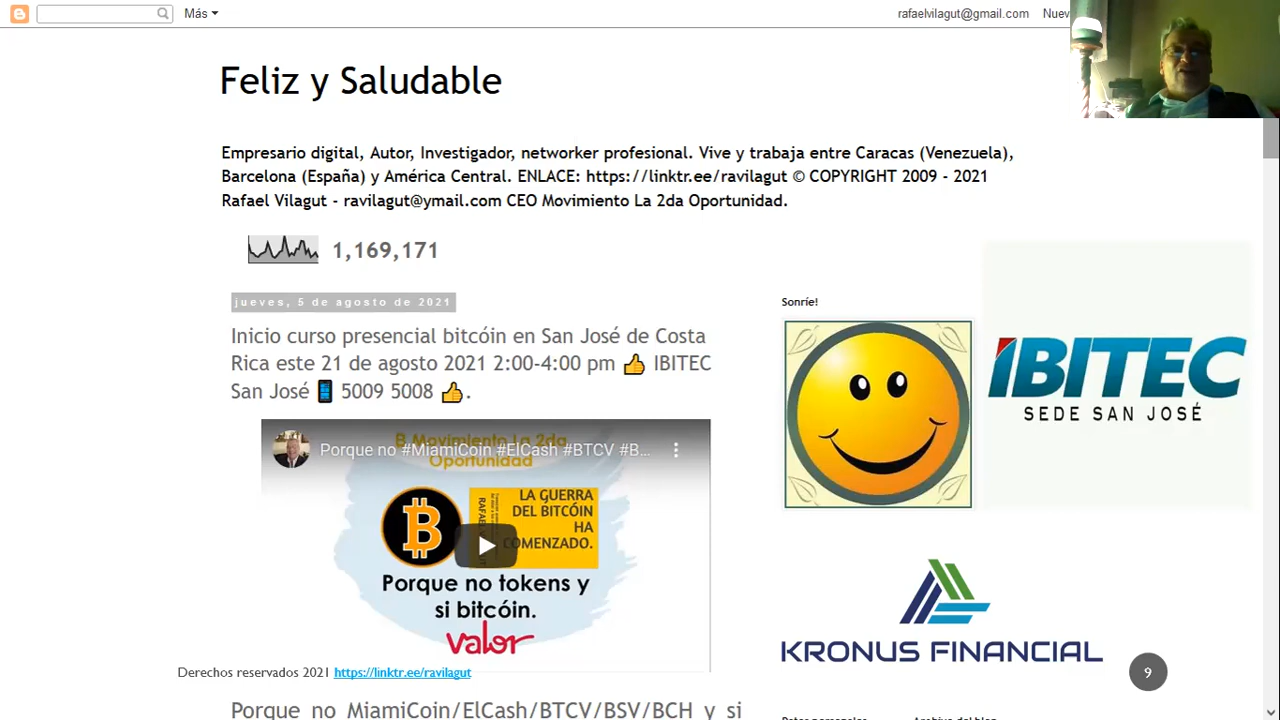 Más
rafaelvilagut@gmail.com
Feliz y Saludable
Empresario digital, Autor, Investigador, networker profesional. Vive y trabaja entre Caracas (Venezuela),
Barcelona (España) y América Central. ENLACE: https://linktr.ee/ravilagut © COPYRIGHT 2009 - 2021
Rafael Vilagut - ravilagut@ymail.com CEO Movimiento La 2da Oportunidad.
1,169,171
jueves, 5 de agosto de 2021
Inicio curso presencial bitcóin en San José de Costa
Rica este 21 de agosto 2021 2:00-4:00 pm 👍 IBITEC
San José 📱 5009 5008 👍.
Porque no #MiamiCoin #ElCash #BTCV #B...
B Movimiento La 2da
Oportunidad
LA GUERRA
DEL BITCÓIN
HA
COMENZADO.
Porque no tokens y
si bitcóin.
valor
Sonríe!
IBITEC
SEDE SAN JOSÉ
KRONUS FINANCIAL
Derechos reservados 2021 https://linktr.ee/ravilagut
9
Porque no MiamiCoin/ElCash/BTCV/BSV/BCH y si